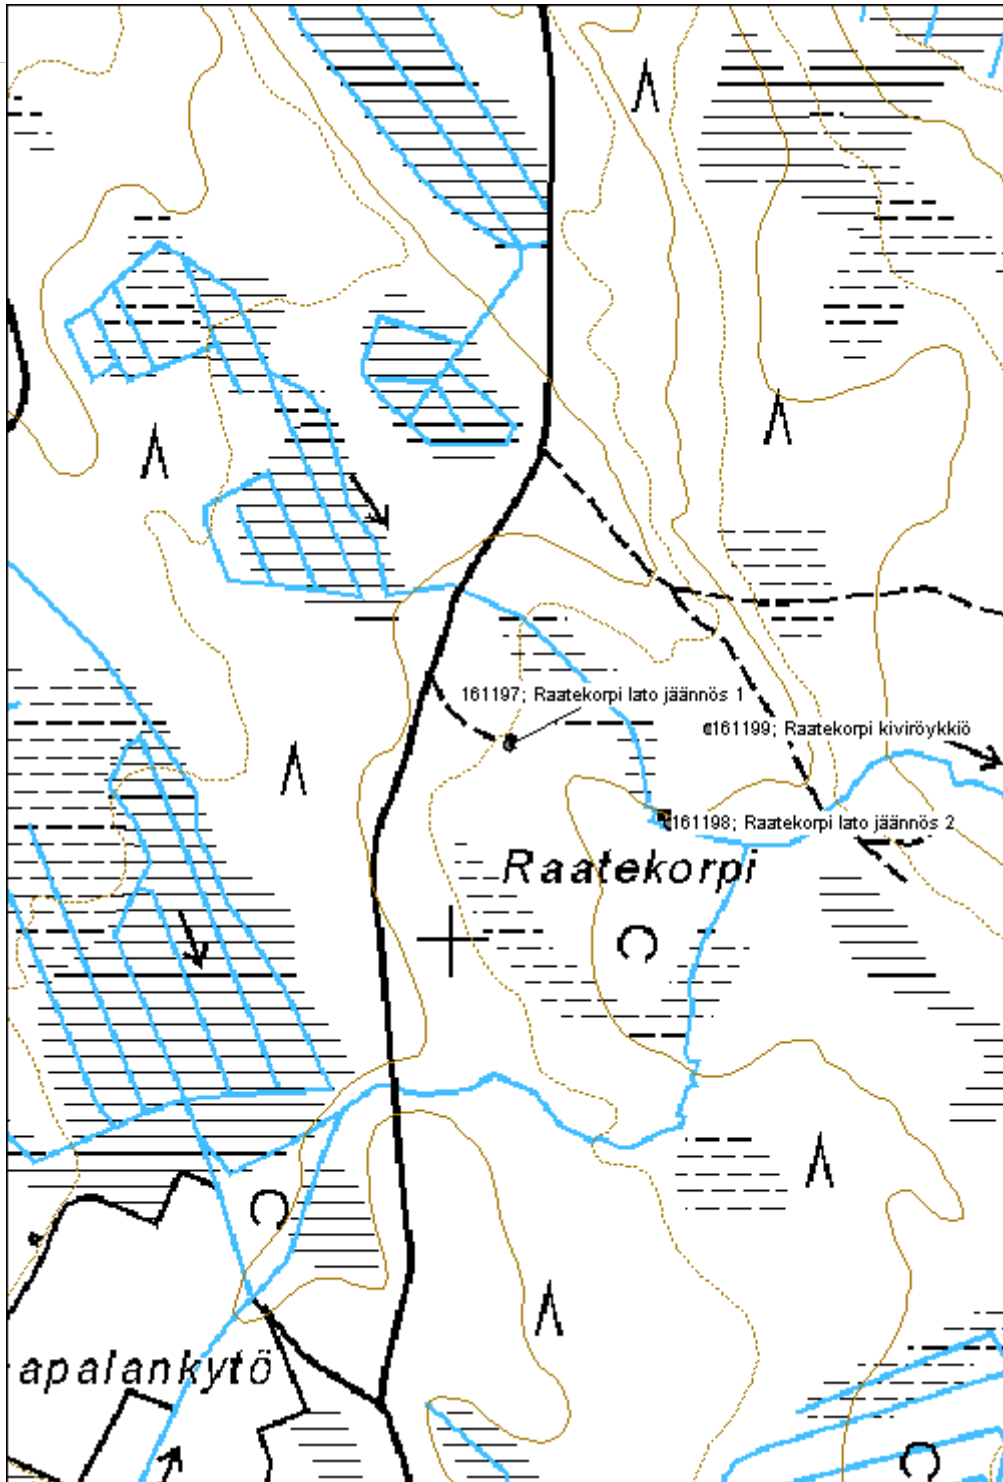 161197; Raatekorpi lato jäännös 1
161199; Raatekorpi kiviröykkiö
161198; Raatekorpi lato jäännös 2
Raatekorpi
apalankytö